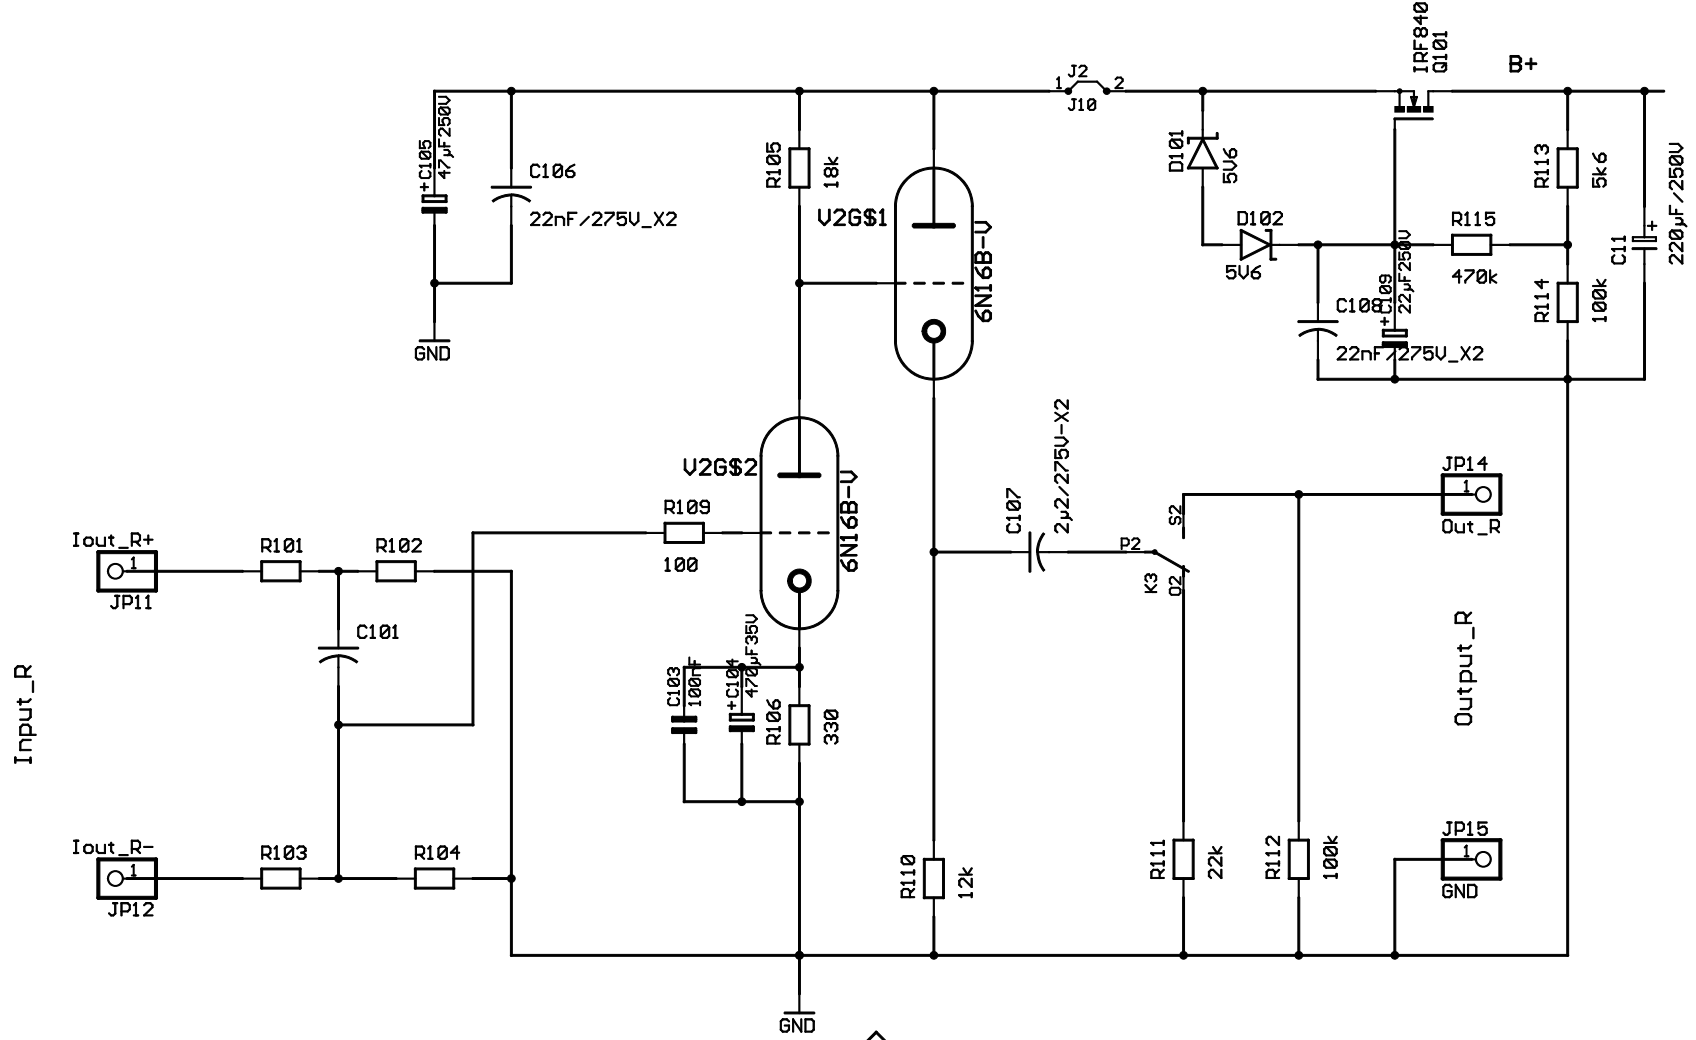 IRF840
Q101
B+
J2
1 2
J10
C105
47µF250V
+
C106
22nF/275V_X2
GND
R105
18k
V2G$1
6N16B-V
D101
5V6
D102
5V6
R113
5k6
R115
470k
C11
+
220µF/250V
R114
100k
C108
22nF/275V_X2
C109
22µF250V
+
V2G$2
6N16B-V
R109
100
Iout_R+
1
JP11
R101
R102
C101
Input_R
C103
100nF
C104
470µF35V
+
R106
330
C107
2µ2/275V-X2
P2
S2
K3
O2
JP14
1
Out_R
Output_R
Iout_R-
1
JP12
R103
R104
R110
12k
R111
22k
R112
100k
JP15
1
GND
GND